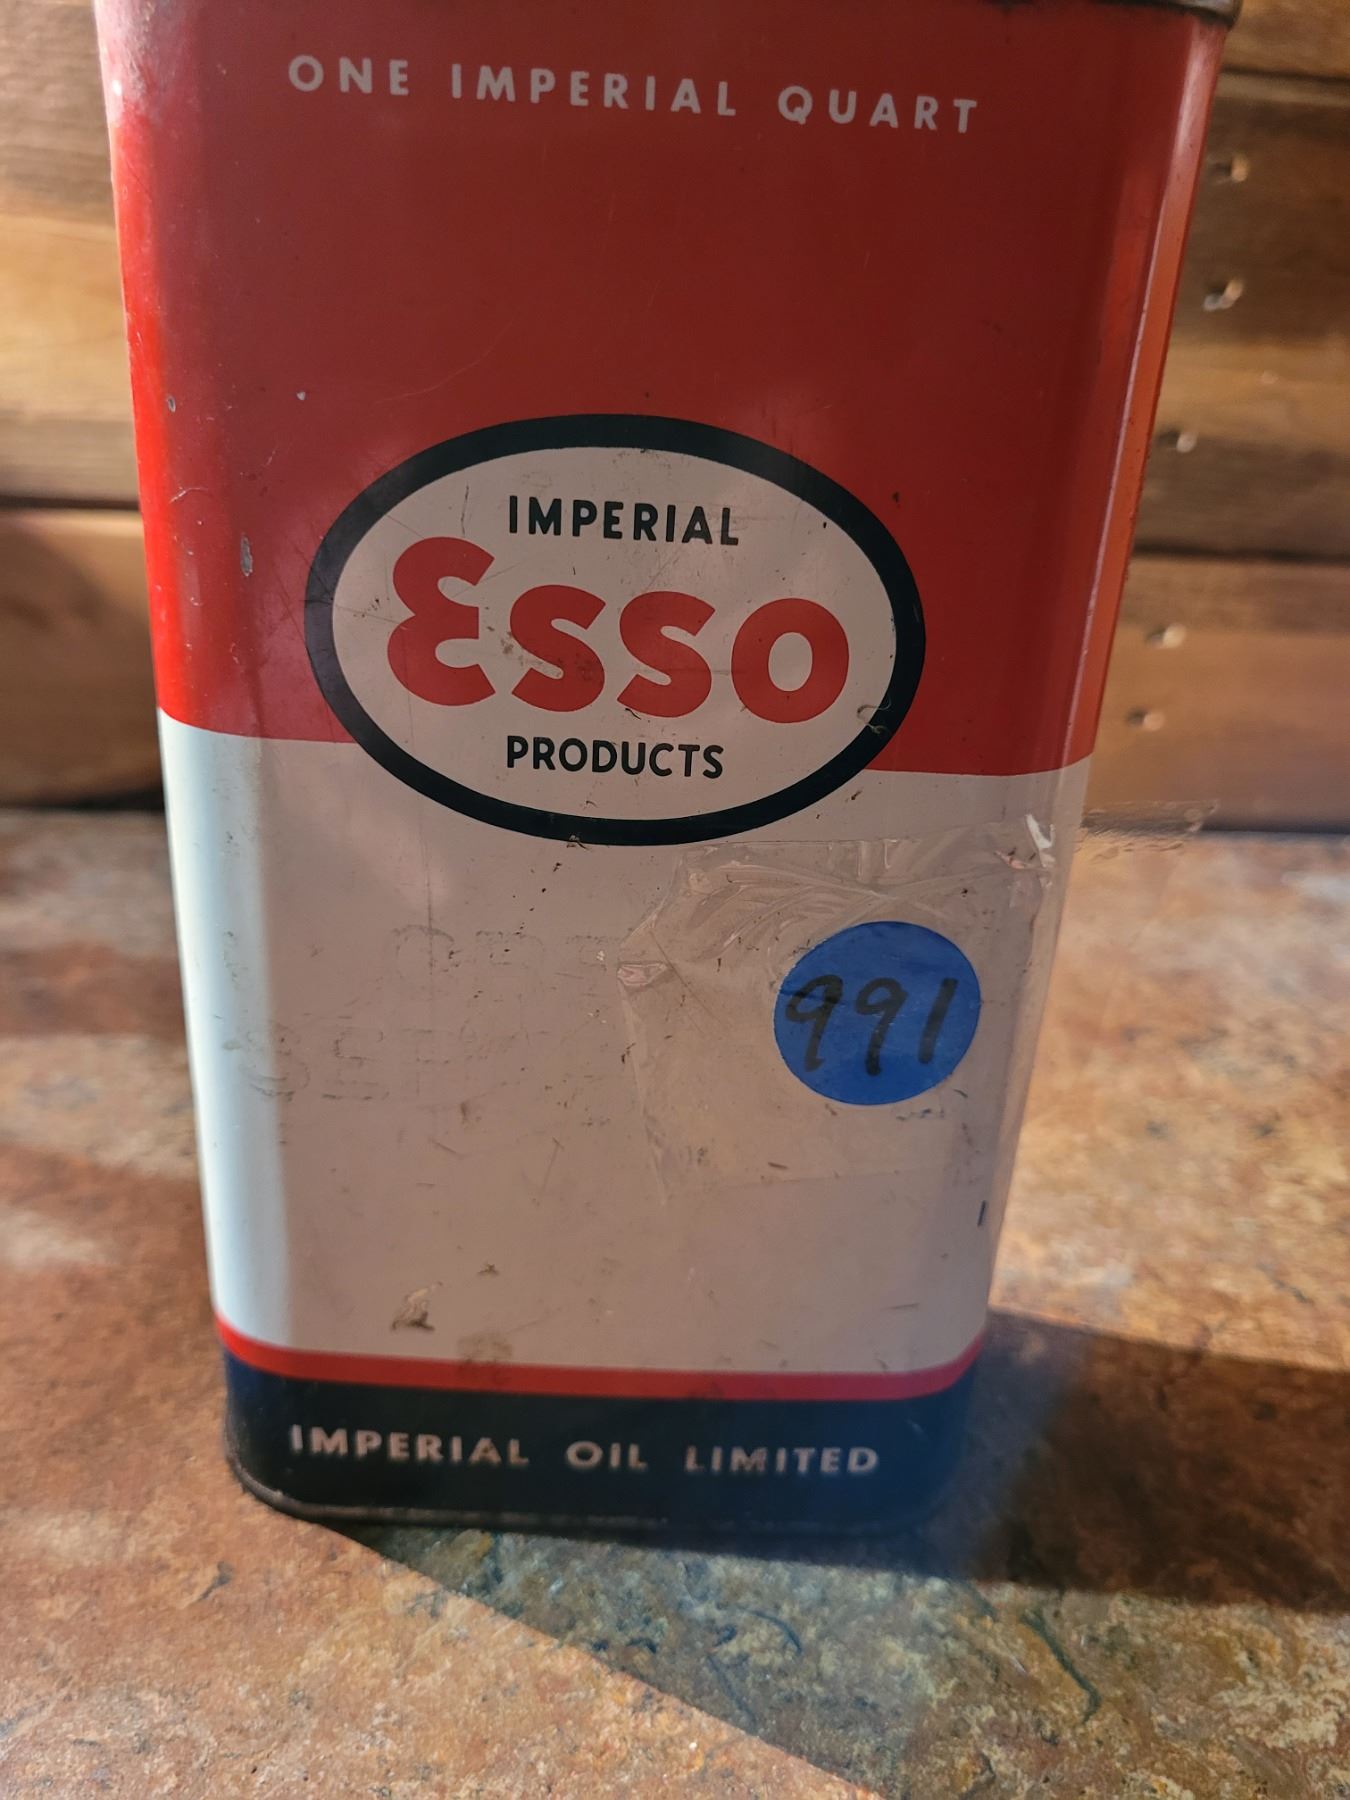 ONE IMPERIAL QUART
IMPERIAL
Esso
PRODUCTS
991
IMPERIAL OIL LIMITED